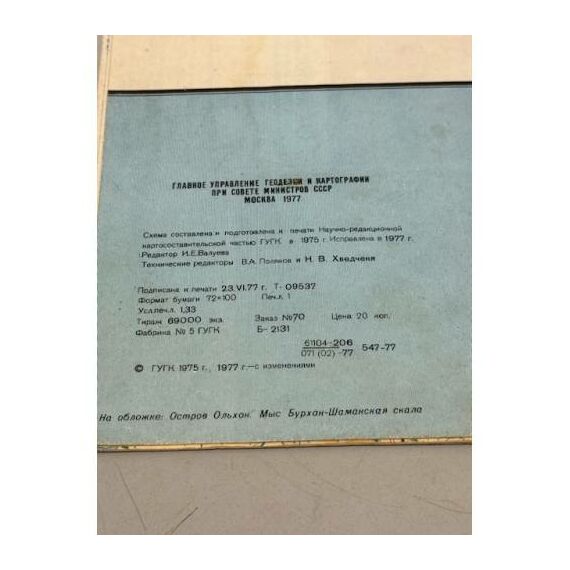 ГЛАВНОЕ УПРАВЛЕНИЕ ГЕОДЕЗИИ И КАРТОГРАФИИ
ПРИ СОВЕТЕ МИНИСТРОВ СССР
МОСКВА 1977
Схема составлена и подготовлена к печати Научно-редакционной
картосоставительской частью ГУГК в 1975 г. Исправлена в 1977 г.
Редактор И.Е.Валуева
Технические редакторы В.А. Поляков и Н. В. Хведченя
Подписана к печати 23.VI.77 г. Т- 09537
Формат бумаги 72×100 Печ.л. 1
Усл.печ.л. 1,33
Тираж 69000 экз. Заказ №70 Цена 20 коп.
Фабрика № 5 ГУГК Б- 2131
61104-206
071 (02)-77 547-77
© ГУГК 1975 г., 1977 г.—с изменениями
На обложке: Остров Ольхон. Мыс Бурхан-Шаманская скала